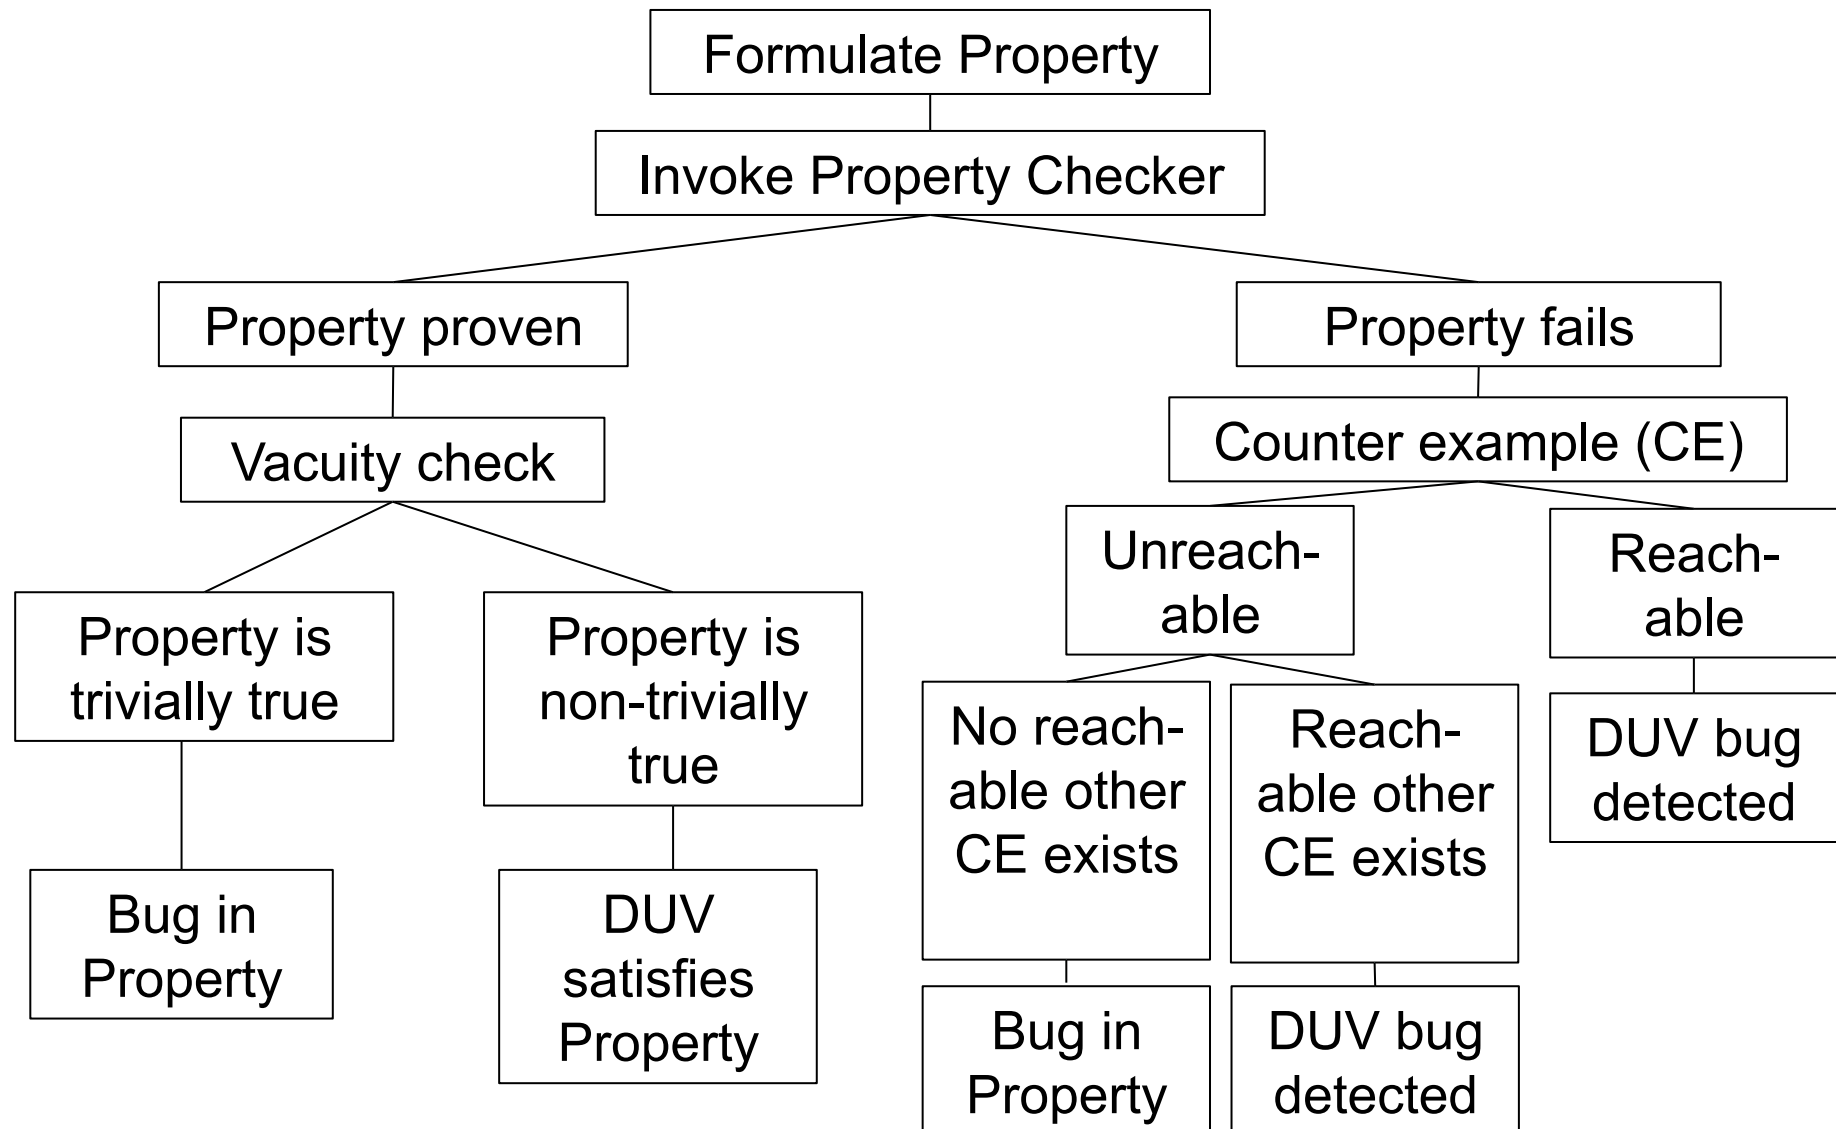 Formulate Property
Invoke Property Checker
Property proven
Property fails
Vacuity check
Counter example (CE)
Unreach-
able
Reach-
able
Property is
trivially true
Property is
non-trivially
true
No reach-
able other
CE exists
Reach-
able other
CE exists
DUV bug
detected
Bug in
Property
DUV
satisfies
Property
Bug in
Property
DUV bug
detected